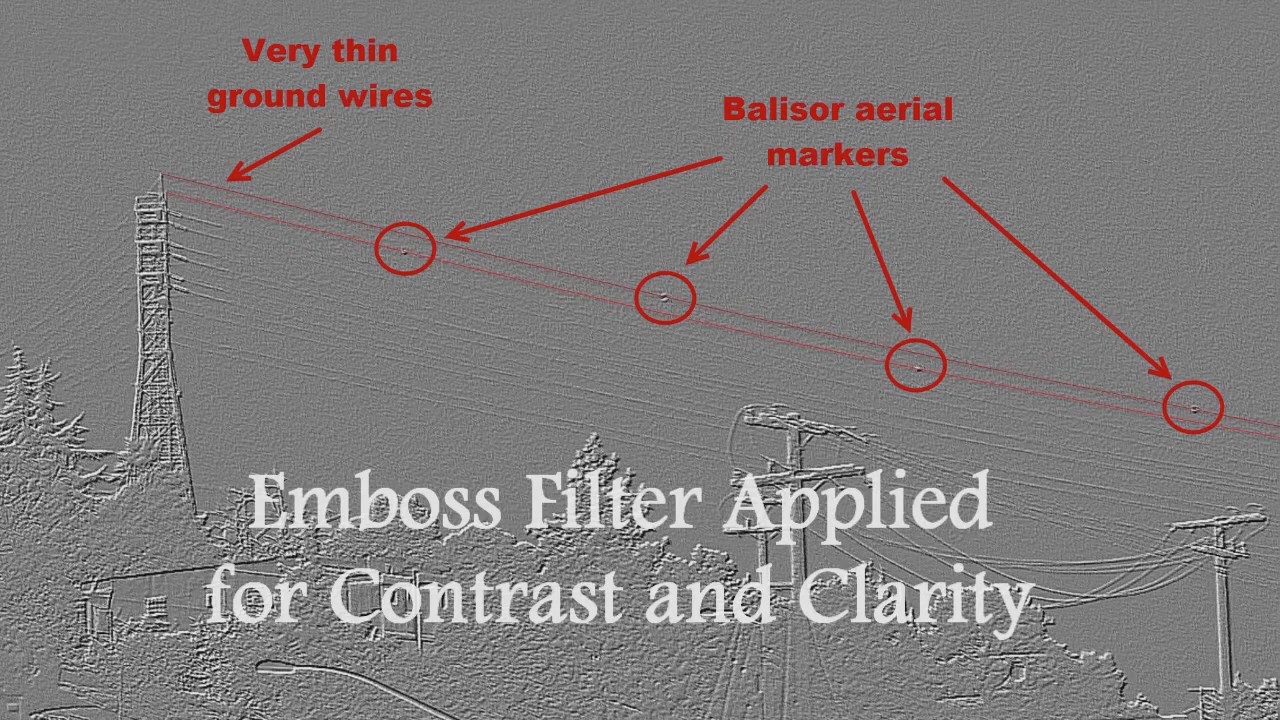 Very thin
ground wires
Balisor aerial
markers
Emboss Filter Applied
for Contrast and Clarity